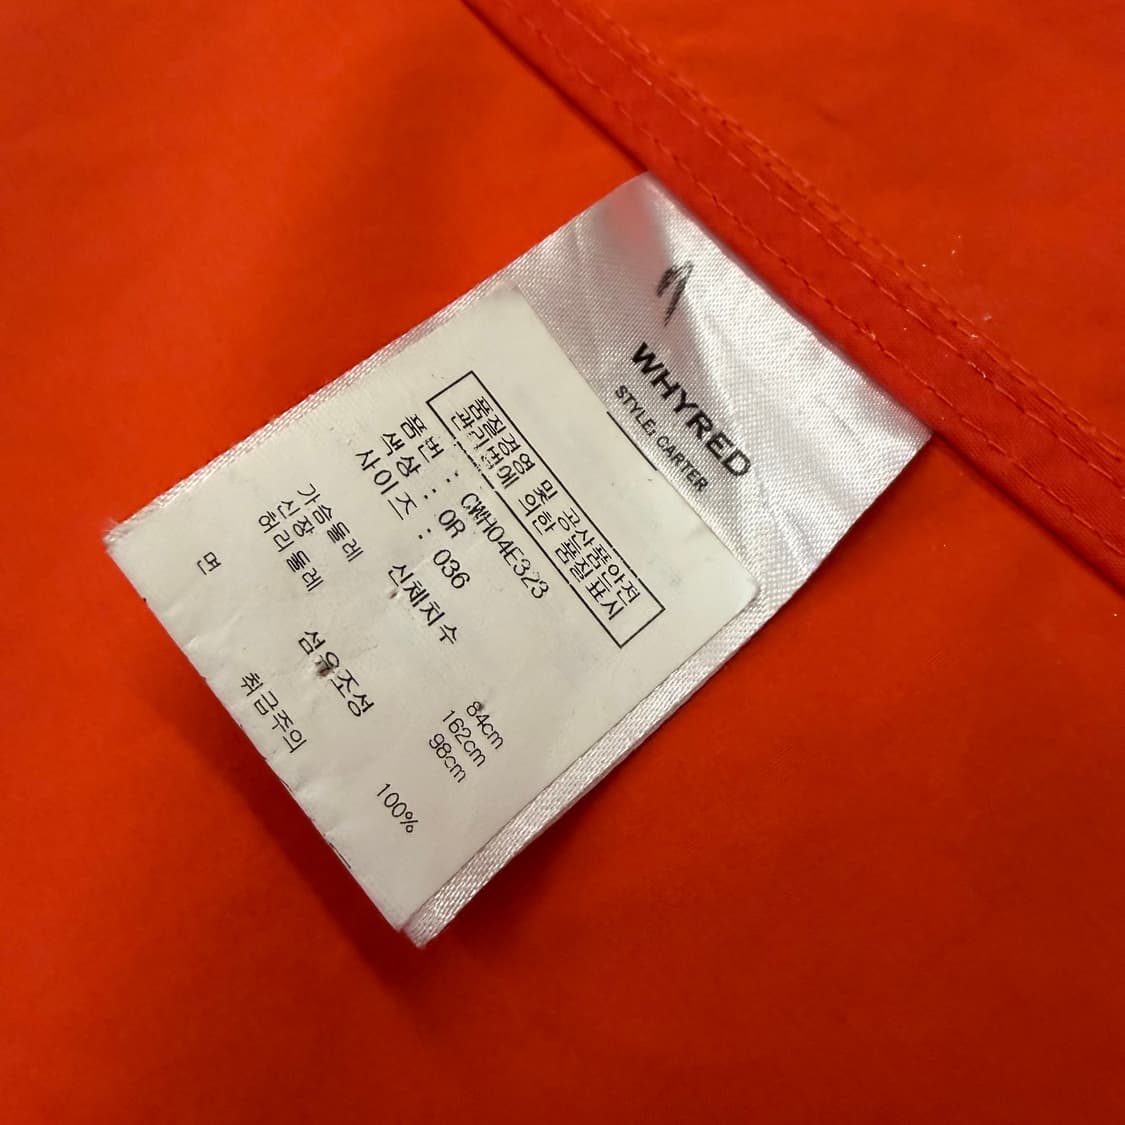 WHYRED
STYLE: CARTER
품질경영 및 공산품안전
관리법에 의한 품질표시
품번 : CWH04E323
색상 : OR
사이즈 : 036
신체치수
가슴둘레 84cm
신장 162cm
허리둘레 98cm
섬유조성
면 100%
취급주의